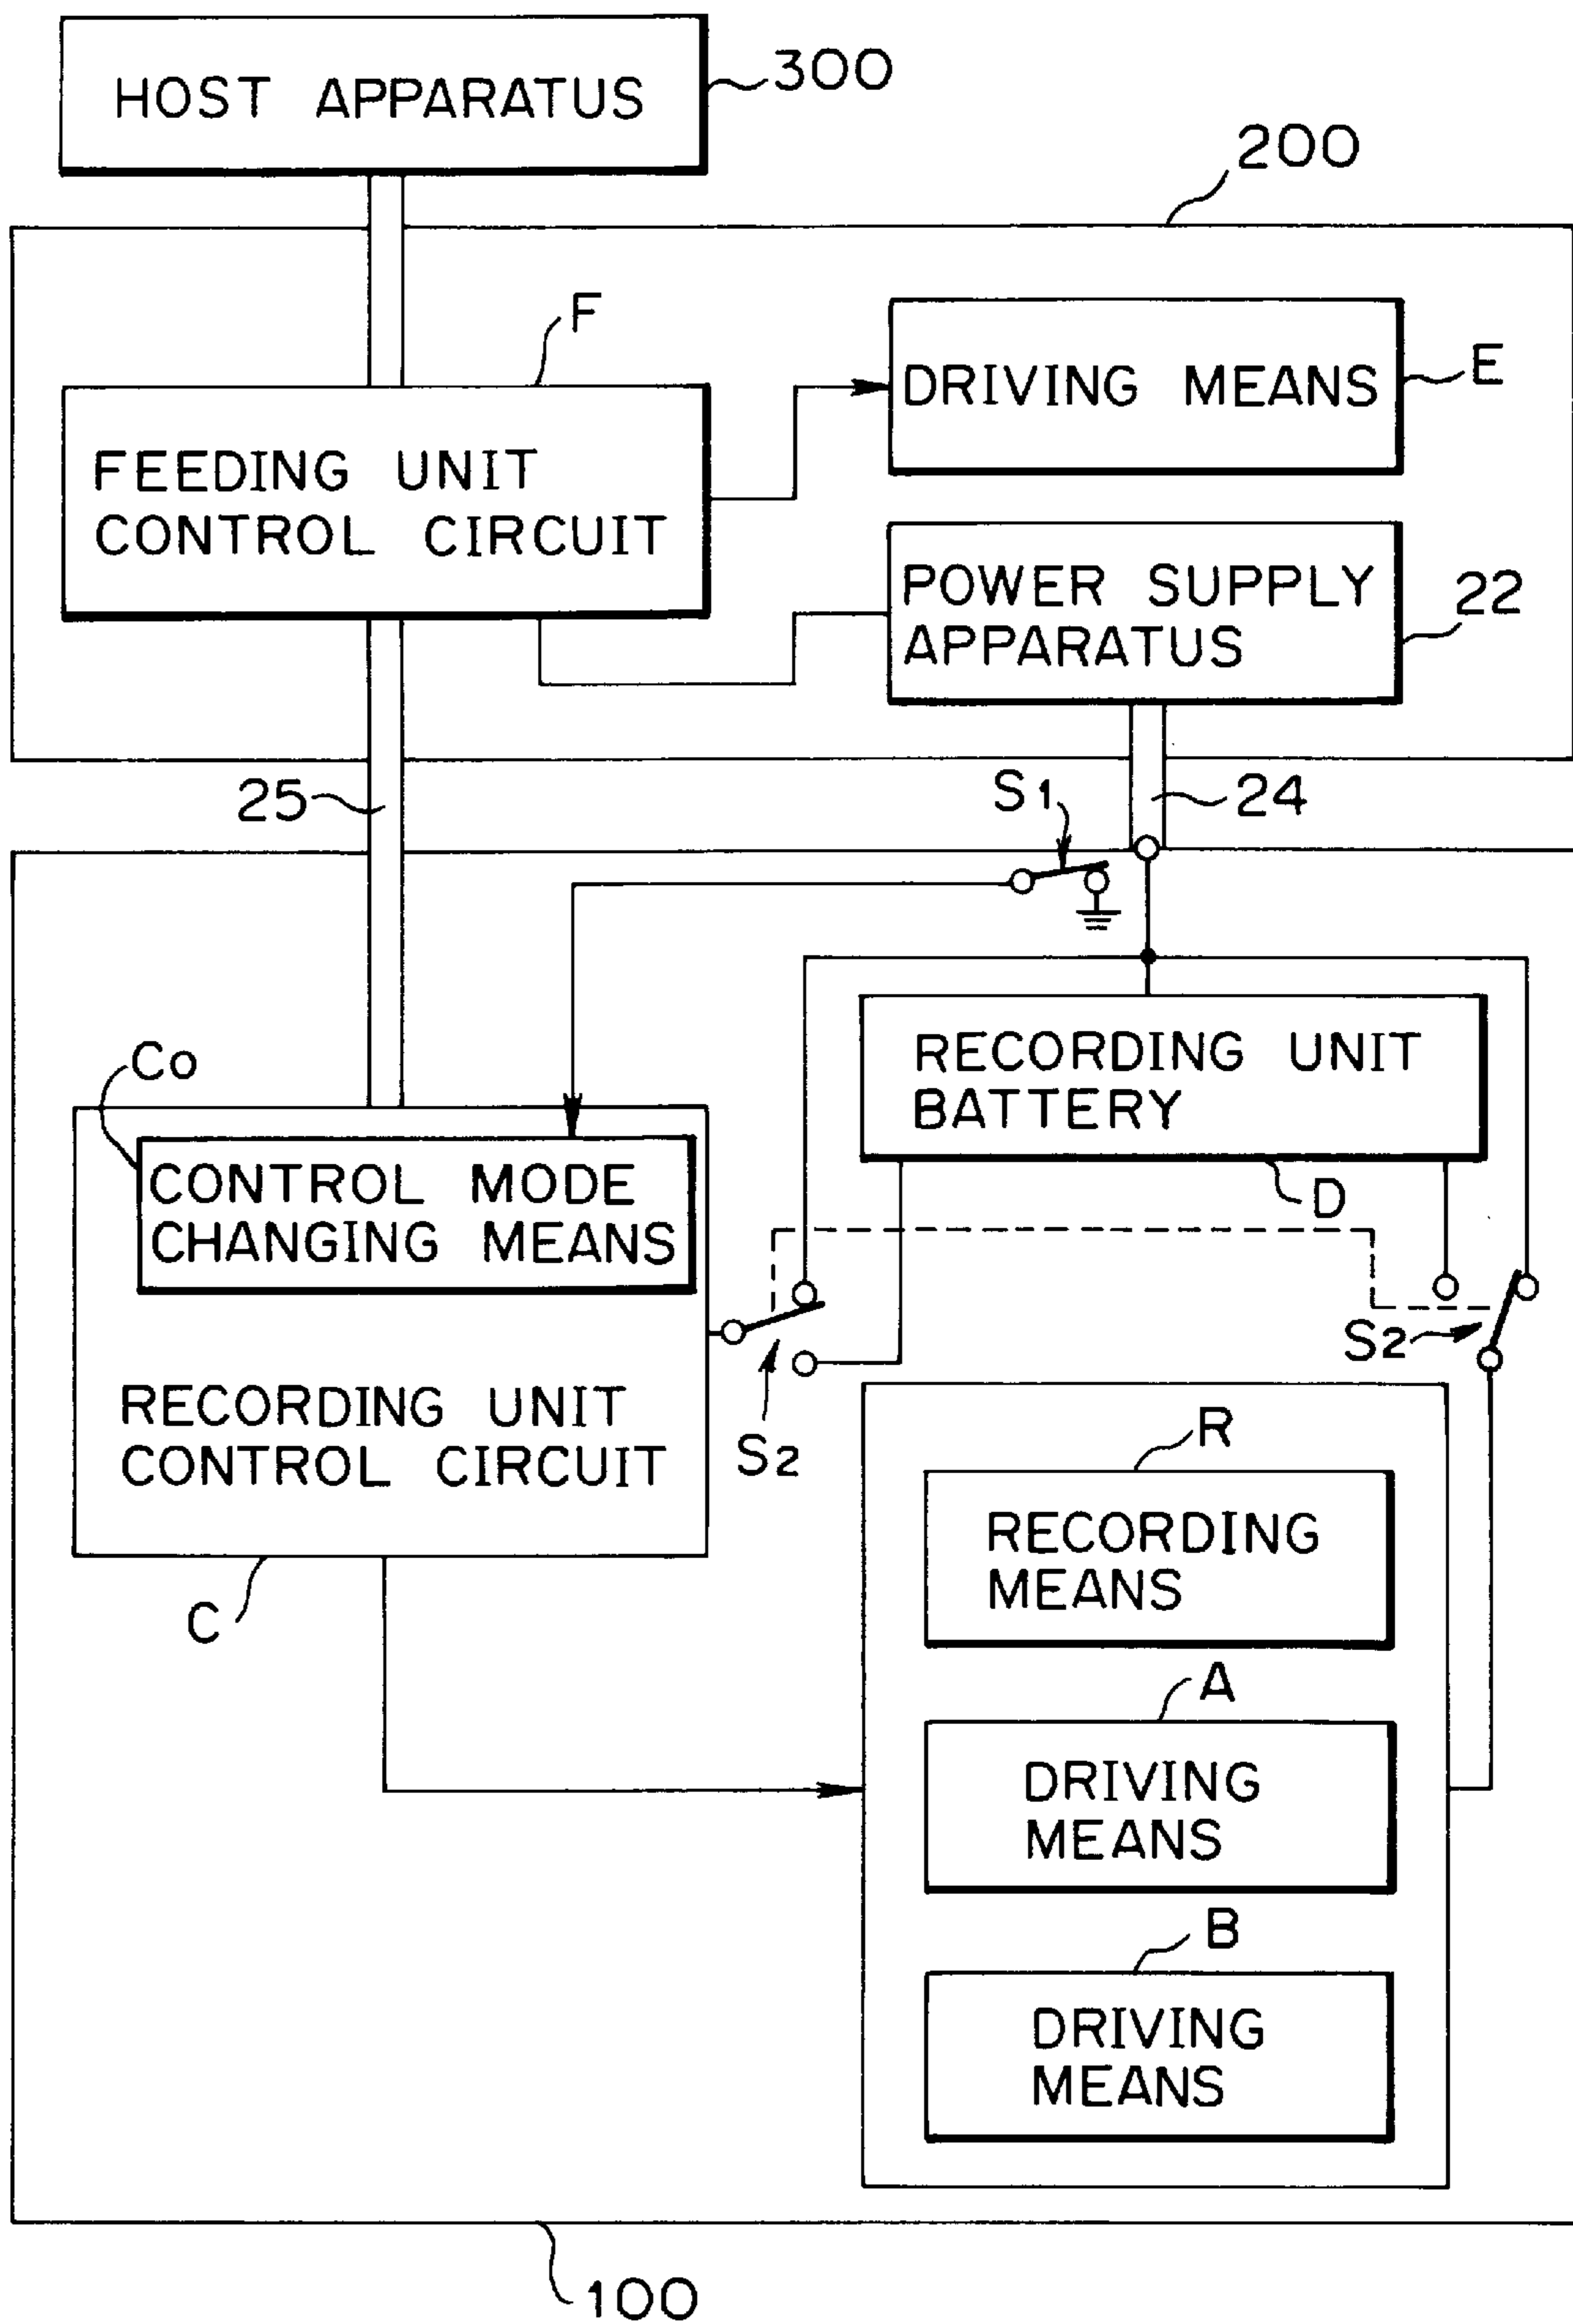 HOST APPARATUS
300
200
F
DRIVING MEANS
E
FEEDING UNIT
CONTROL CIRCUIT
POWER SUPPLY
APPARATUS
22
25
S1
24
Co
RECORDING UNIT
BATTERY
D
CONTROL MODE
CHANGING MEANS
S2
S2
RECORDING UNIT
CONTROL CIRCUIT
C
R
RECORDING
MEANS
A
DRIVING
MEANS
B
DRIVING
MEANS
100